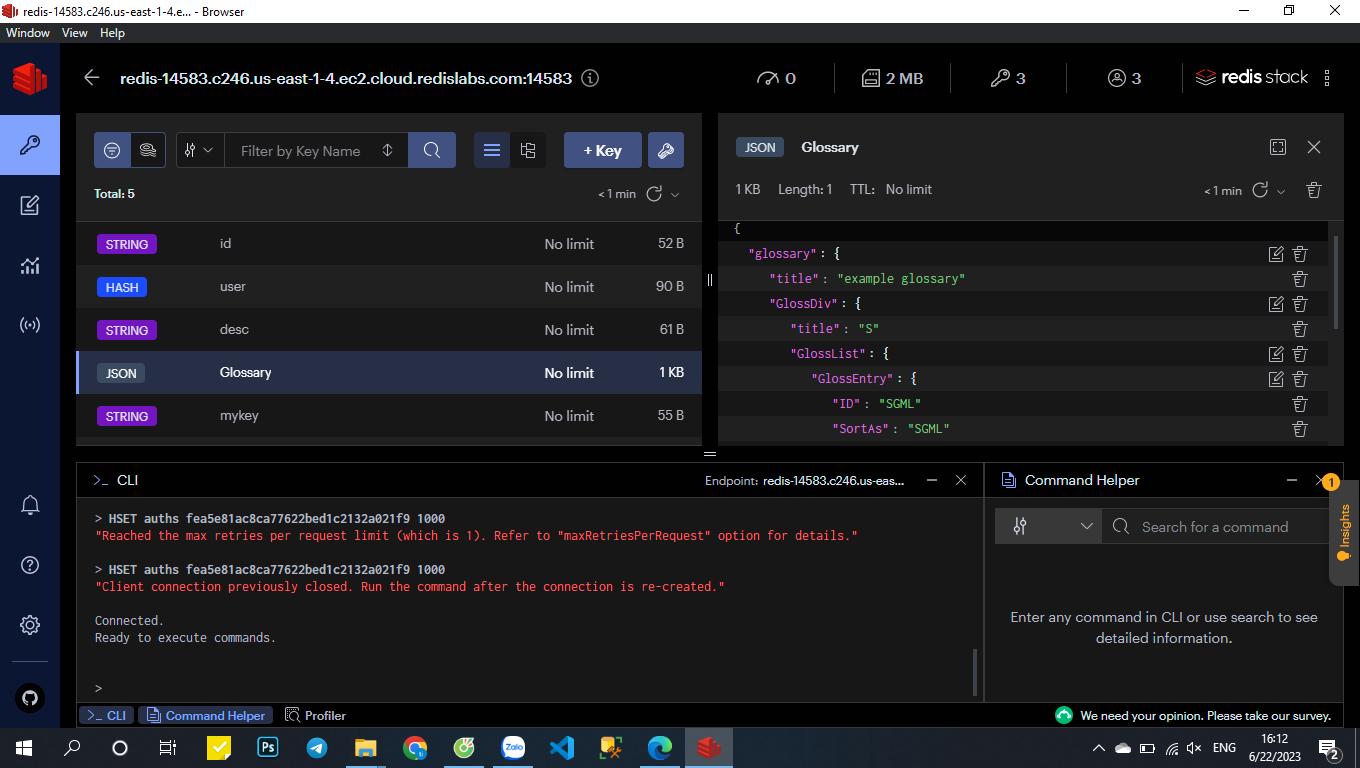 redis-14583.c246.us-east-1-4.e... - Browser
Window View Help
redis-14583.c246.us-east-1-4.ec2.cloud.redislabs.com:14583
0
2 MB
3
3
redis stack
Filter by Key Name
+ Key
Total: 5
< 1 min
STRING id No limit 52 B
HASH user No limit 90 B
STRING desc No limit 61 B
JSON Glossary No limit 1 KB
STRING mykey No limit 55 B
JSON Glossary
1 KB Length: 1 TTL: No limit
< 1 min
{
"glossary": {
"title": "example glossary"
"GlossDiv": {
"title": "S"
"GlossList": {
"GlossEntry": {
"ID": "SGML"
"SortAs": "SGML"
>_ CLI
Endpoint: redis-14583.c246.us-eas...
> HSET auths fea5e81ac8ca77622bed1c2132a021f9 1000
"Reached the max retries per request limit (which is 1). Refer to "maxRetriesPerRequest" option for details."
> HSET auths fea5e81ac8ca77622bed1c2132a021f9 1000
"Client connection previously closed. Run the command after the connection is re-created."
Connected.
Ready to execute commands.
>
Command Helper
1
Insights
Search for a command
Enter any command in CLI or use search to see
detailed information.
>_ CLI Command Helper Profiler
We need your opinion. Please take our survey.
Ps
Zalo
ENG
16:12
6/22/2023
2